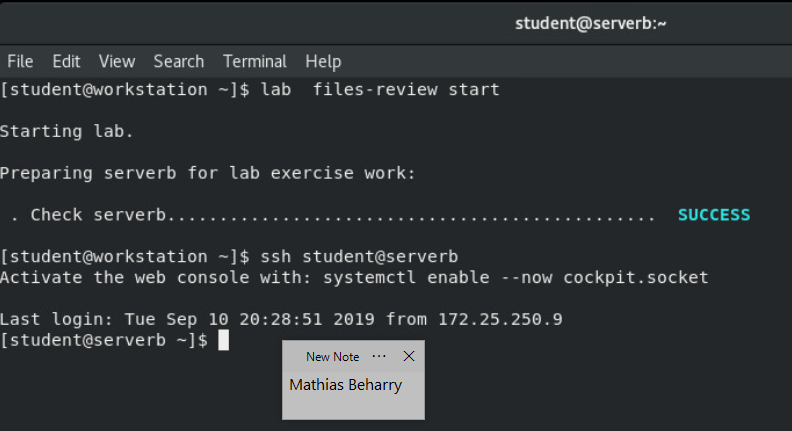 student@serverb:~
File Edit View Search Terminal Help
[student@workstation ~]$ lab  files-review start
Starting lab.
Preparing serverb for lab exercise work:
 . Check serverb...............................................  SUCCESS
[student@workstation ~]$ ssh student@serverb
Activate the web console with: systemctl enable --now cockpit.socket
Last login: Tue Sep 10 20:28:51 2019 from 172.25.250.9
[student@serverb ~]$
New Note ··· ×
Mathias Beharry